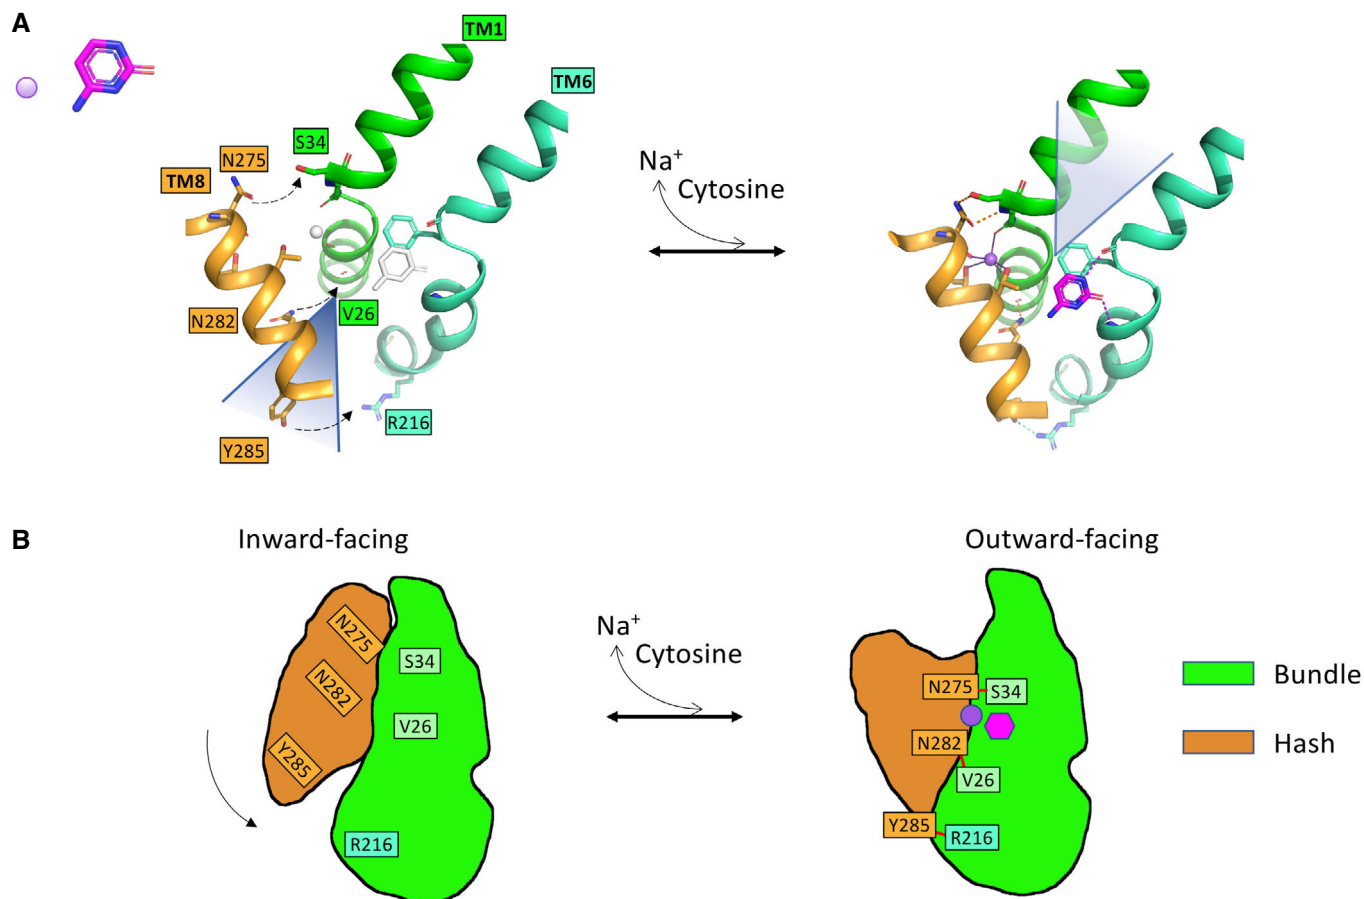 A
TM1
TM6
S34
N275
TM8
N282
V26
R216
Y285
Na+
Cytosine
B
Inward-facing
Outward-facing
N275
N282
Y285
S34
V26
R216
Na+
Cytosine
N275
S34
N282
V26
Y285
R216
Bundle
Hash